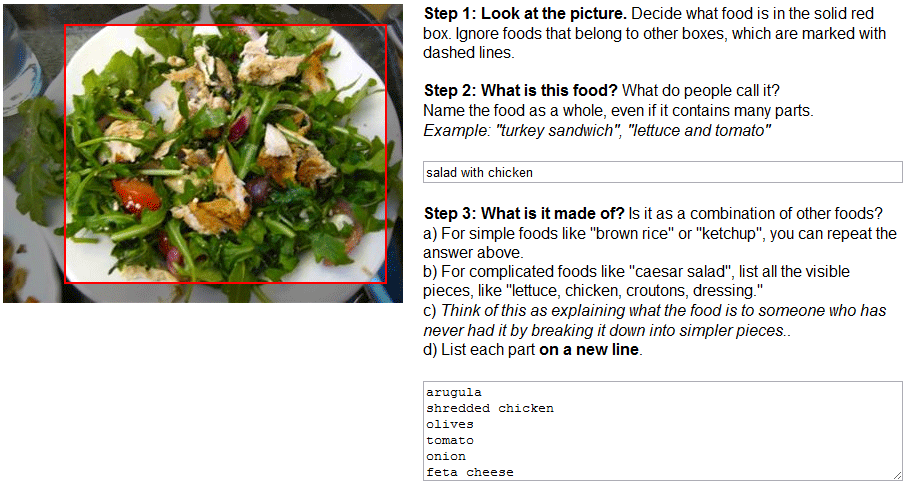 Step 1: Look at the picture. Decide what food is in the solid red
box. Ignore foods that belong to other boxes, which are marked with
dashed lines.
Step 2: What is this food? What do people call it?
Name the food as a whole, even if it contains many parts.
Example: "turkey sandwich", "lettuce and tomato"
salad with chicken
Step 3: What is it made of? Is it as a combination of other foods?
a) For simple foods like "brown rice" or "ketchup", you can repeat the
answer above.
b) For complicated foods like "caesar salad", list all the visible
pieces, like "lettuce, chicken, croutons, dressing."
c) Think of this as explaining what the food is to someone who has
never had it by breaking it down into simpler pieces..
d) List each part on a new line.
arugula
shredded chicken
olives
tomato
onion
feta cheese